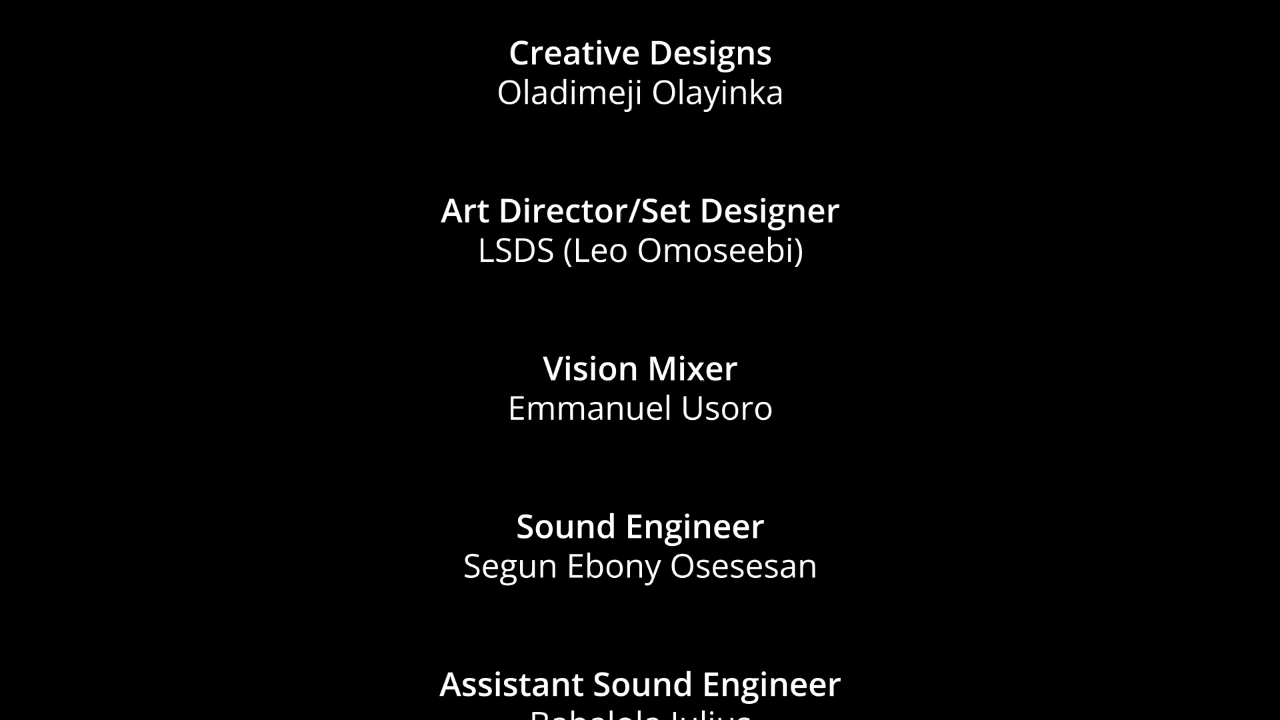 Creative Designs
Oladimeji Olayinka
Art Director/Set Designer
LSDS (Leo Omoseebi)
Vision Mixer
Emmanuel Usoro
Sound Engineer
Segun Ebony Osesesan
Assistant Sound Engineer